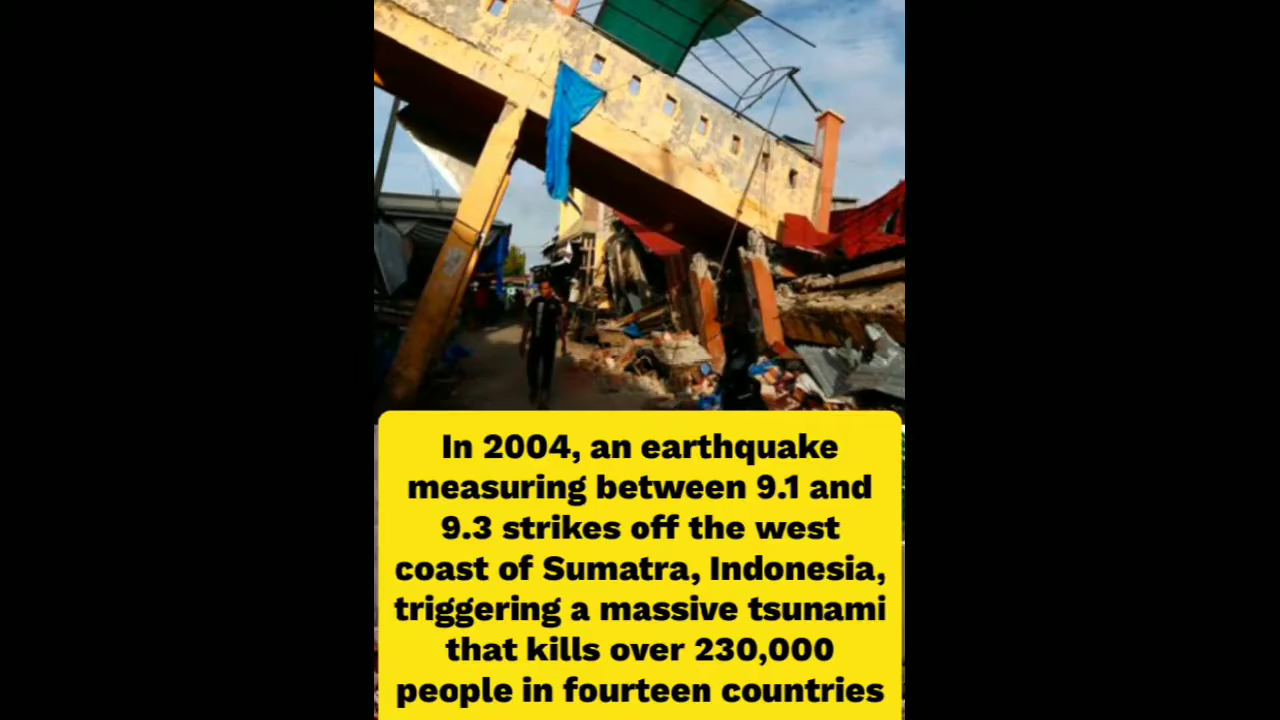 In 2004, an earthquake
measuring between 9.1 and
9.3 strikes off the west
coast of Sumatra, Indonesia,
triggering a massive tsunami
that kills over 230,000
people in fourteen countries